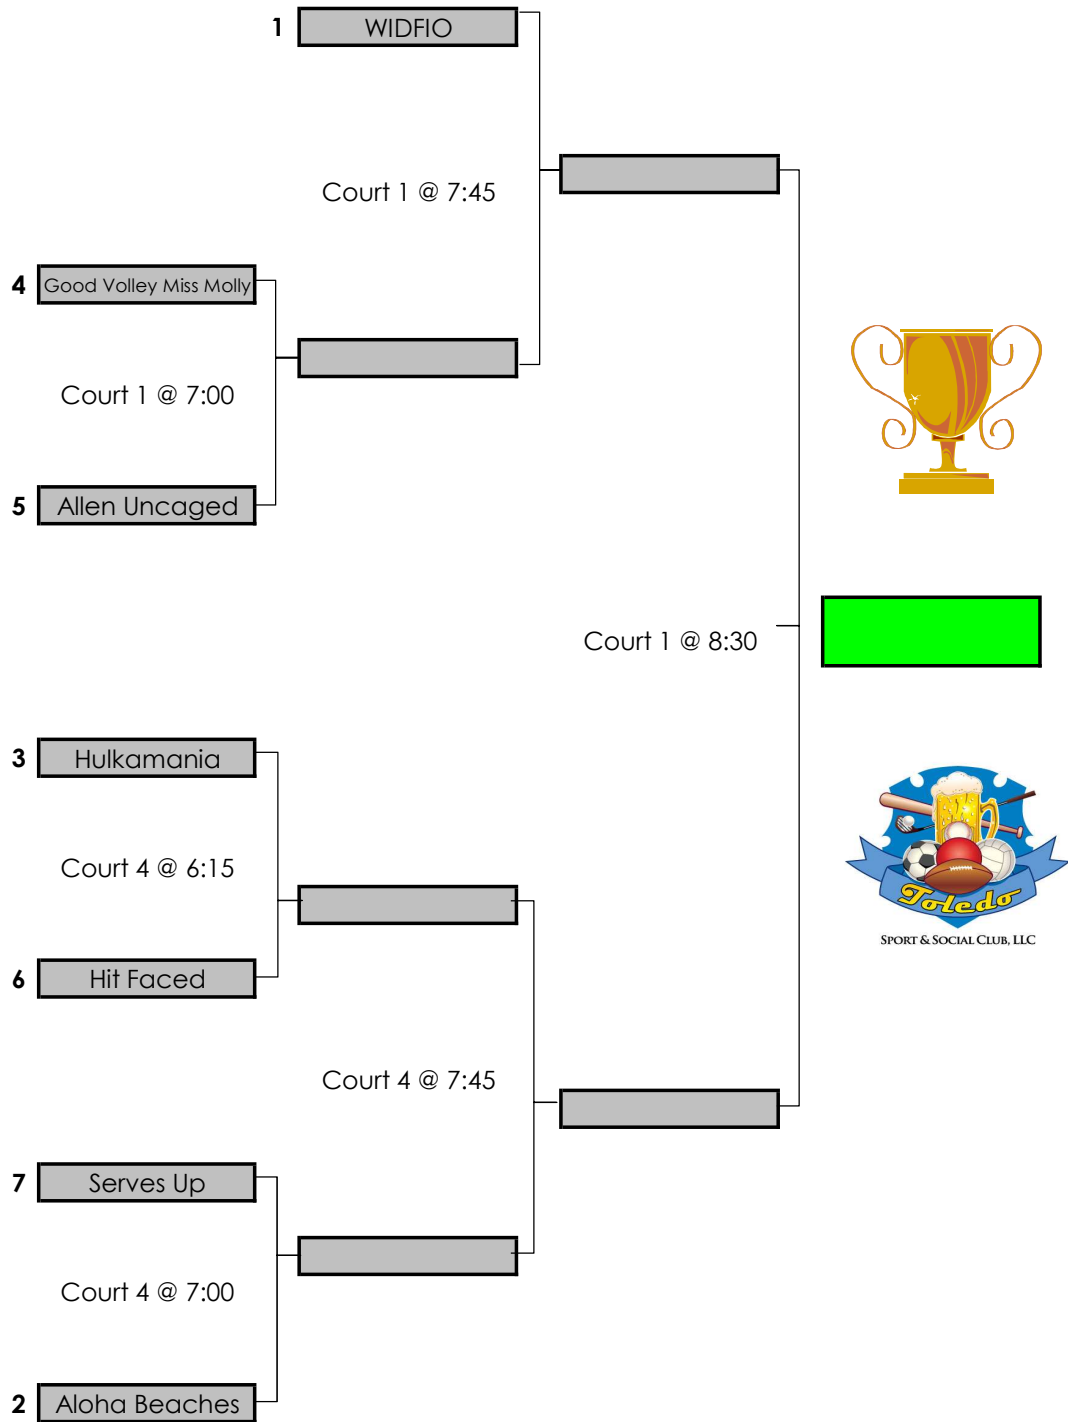 1 WIDFIO
Court 1 @ 7:45
4 Good Volley Miss Molly
Court 1 @ 7:00
5 Allen Uncaged
Court 1 @ 8:30
3 Hulkamania
Court 4 @ 6:15
6 Hit Faced
Toledo
SPORT & SOCIAL CLUB, LLC
Court 4 @ 7:45
7 Serves Up
Court 4 @ 7:00
2 Aloha Beaches